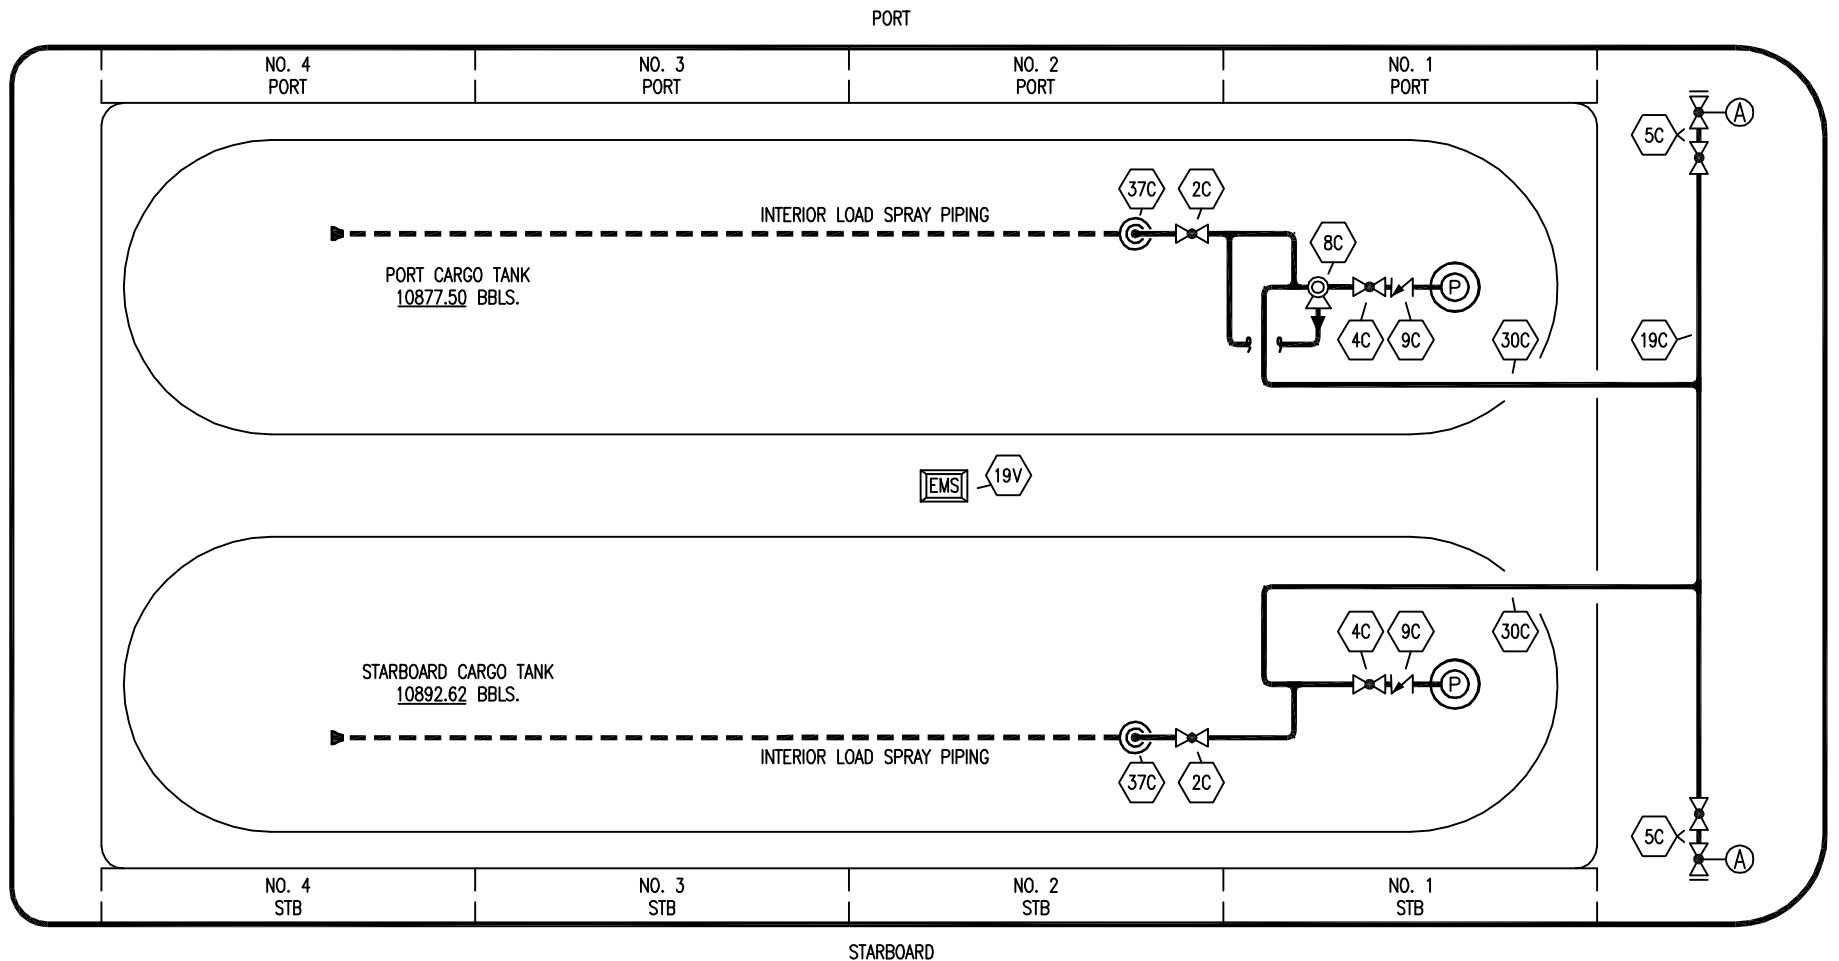 PORT
NO. 4
PORT
NO. 3
PORT
NO. 2
PORT
NO. 1
PORT
A
5C
37C
2C
INTERIOR LOAD SPRAY PIPING
8C
PORT CARGO TANK
10877.50 BBLS.
P
4C
9C
30C
19C
EMS
19V
4C
9C
30C
STARBOARD CARGO TANK
10892.62 BBLS.
P
INTERIOR LOAD SPRAY PIPING
37C
2C
5C
A
NO. 4
STB
NO. 3
STB
NO. 2
STB
NO. 1
STB
STARBOARD